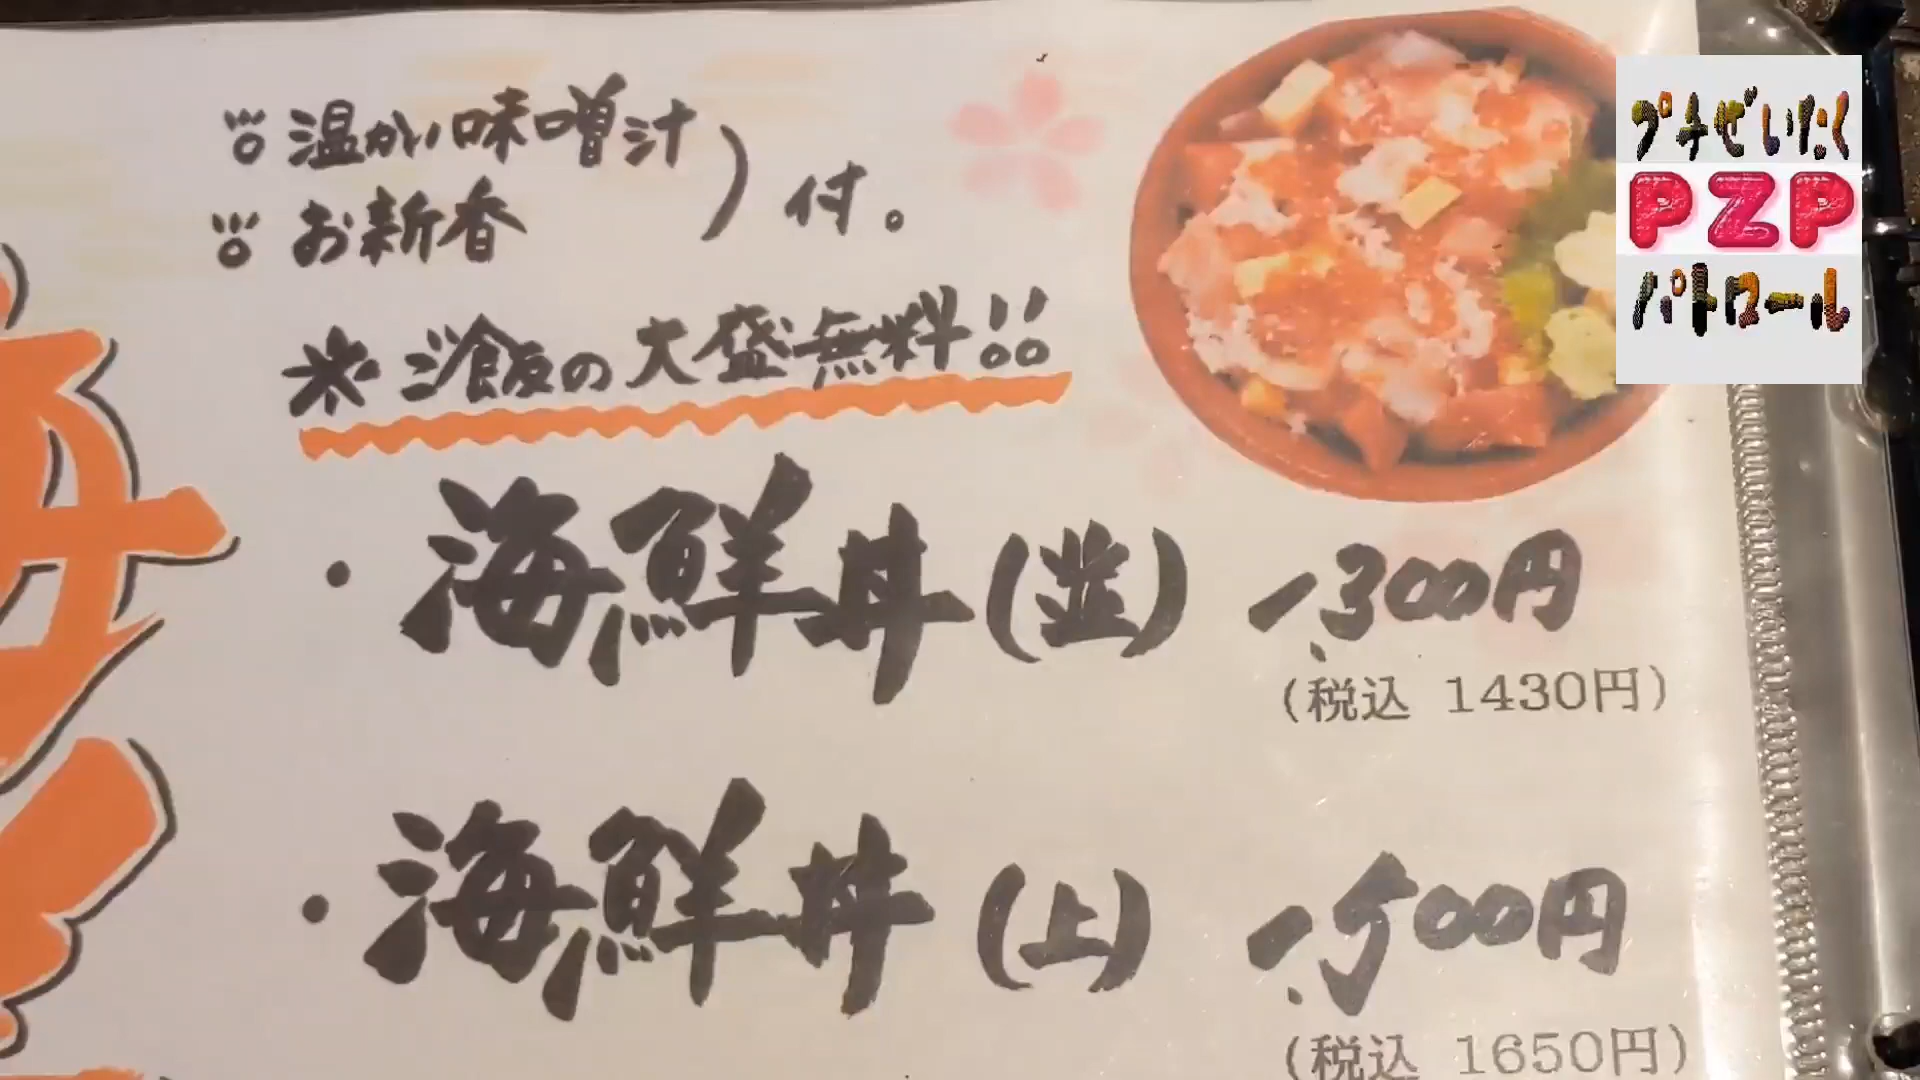 温かい味噌汁
お新香
)付。
※ご飯の大盛無料!!
・海鮮丼(並) 1,300円
(税込 1430円)
・海鮮丼(上) 1,500円
(税込 1650円)
プチぜいたく
PZP
パトロール